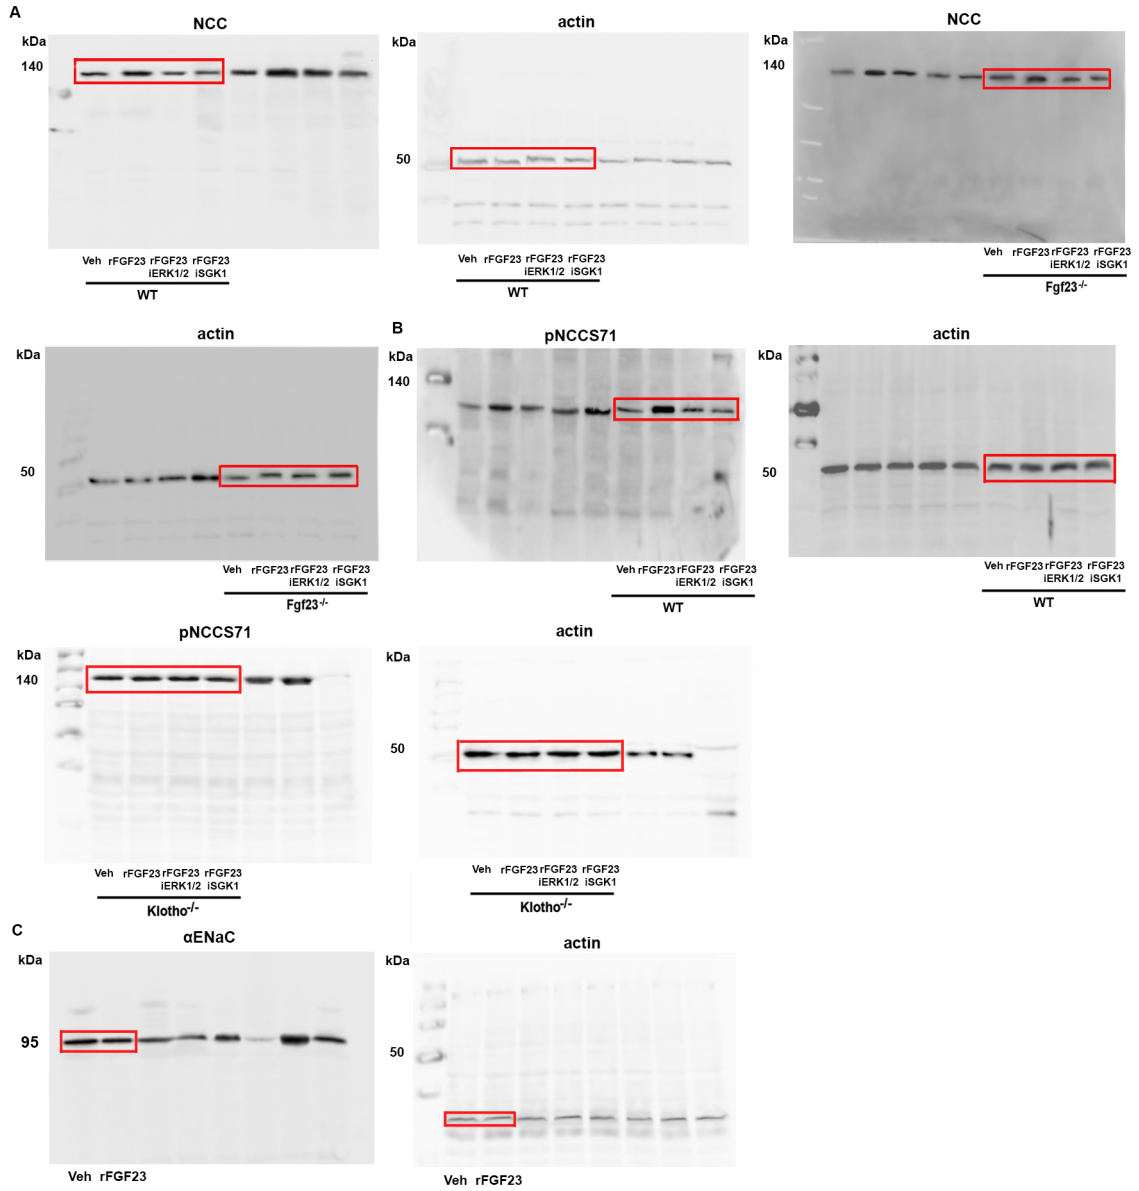 A
NCC
kDa
140
Veh rFGF23 rFGF23 rFGF23
iERK1/2 iSGK1
WT
actin
kDa
50
Veh rFGF23 rFGF23 rFGF23
iERK1/2 iSGK1
WT
NCC
kDa
140
Veh rFGF23 rFGF23 rFGF23
iERK1/2 iSGK1
Fgf23-/-
actin
kDa
50
Veh rFGF23 rFGF23 rFGF23
iERK1/2 iSGK1
Fgf23-/-
B
pNCCS71
kDa
140
Veh rFGF23 rFGF23 rFGF23
iERK1/2 iSGK1
WT
actin
kDa
50
Veh rFGF23 rFGF23 rFGF23
iERK1/2 iSGK1
WT
pNCCS71
kDa
140
Veh rFGF23 rFGF23 rFGF23
iERK1/2 iSGK1
Klotho-/-
actin
kDa
50
Veh rFGF23 rFGF23 rFGF23
iERK1/2 iSGK1
Klotho-/-
C
αENaC
kDa
95
Veh rFGF23
actin
kDa
50
Veh rFGF23